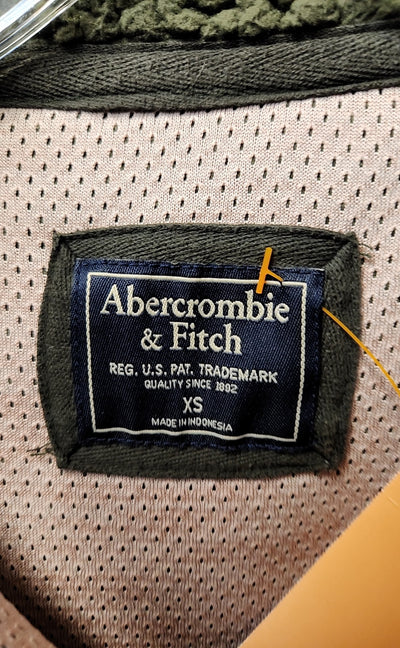 Abercrombie
& Fitch
REG. U.S. PAT. TRADEMARK
QUALITY SINCE 1892
XS
MADE IN INDONESIA